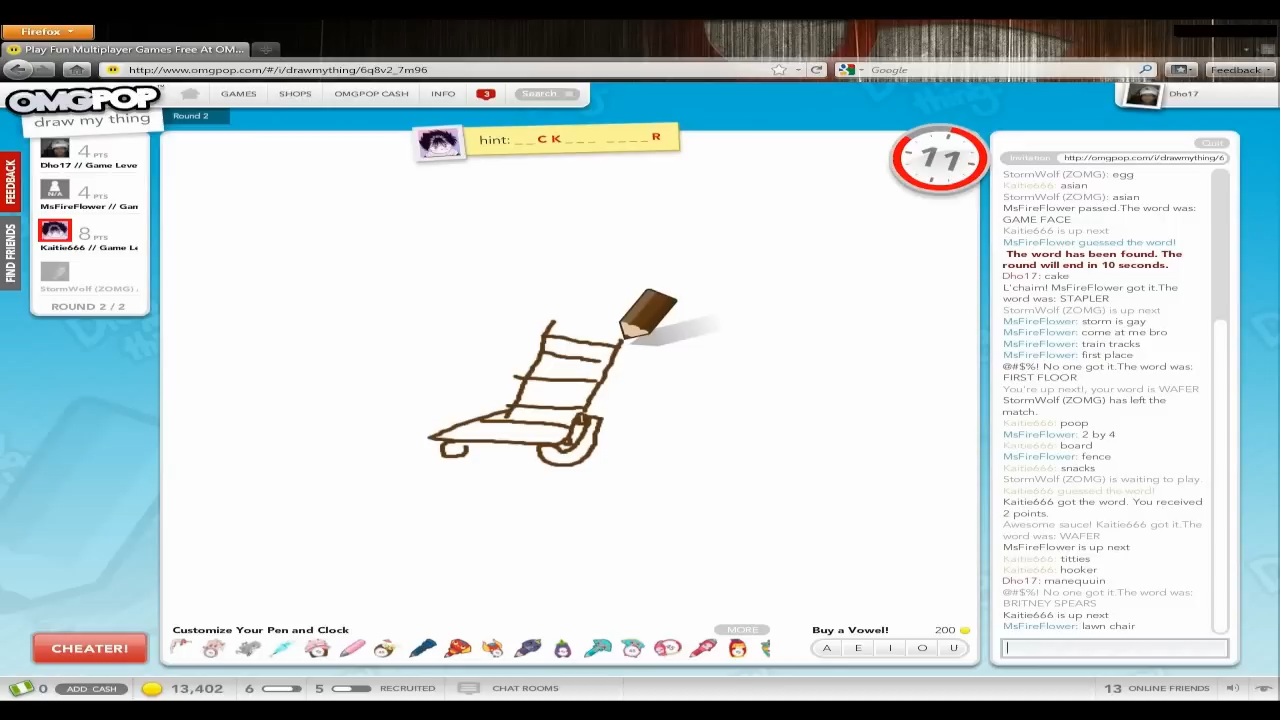 Firefox
Play Fun Multiplayer Games Free At OM...
http://www.omgpop.com/#/i/drawmything/6q8v2_7m96
Google
Feedback
OMGPOP
GAMES
SHOPS
OMGPOP CASH
INFO
3
Search
Dho17
draw my thing
Round 2
hint: __CK___ ____R
11
Quit
Invitation
http://omgpop.com/i/drawmything/6
FEEDBACK
FIND FRIENDS
4 PTS
Dho17 // Game Leve
N/A
4 PTS
MsFireFlower // Gam
8 PTS
Kaitie666 // Game Le
StormWolf (ZOMG)
ROUND 2 / 2
StormWolf (ZOMG): egg
Kaitie666: asian
StormWolf (ZOMG): asian
MsFireFlower passed.The word was:
GAME FACE
Kaitie666 is up next
MsFireFlower guessed the word!
The word has been found. The
round will end in 10 seconds.
Dho17: cake
L'chaim! MsFireFlower got it.The
word was: STAPLER
StormWolf (ZOMG) is up next
MsFireFlower: storm is gay
MsFireFlower: come at me bro
MsFireFlower: train tracks
MsFireFlower: first place
@#$%! No one got it.The word was:
FIRST FLOOR
You're up next!, your word is WAFER
StormWolf (ZOMG) has left the
match.
Kaitie666: poop
MsFireFlower: 2 by 4
Kaitie666: board
MsFireFlower: fence
Kaitie666: snacks
StormWolf (ZOMG) is waiting to play
Kaitie666 guessed the word!
Kaitie666 got the word. You received
2 points.
Awesome sauce! Kaitie666 got it.The
word was: WAFER
MsFireFlower is up next
Kaitie666: titties
Kaitie666: hooker
Dho17: manequuin
@#$%! No one got it.The word was:
BRITNEY SPEARS
Kaitie666 is up next
MsFireFlower: lawn chair
Customize Your Pen and Clock
MORE
Buy a Vowel!
200
A E I O U
CHEATER!
0
ADD CASH
13,402
6
5
RECRUITED
CHAT ROOMS
13 ONLINE FRIENDS